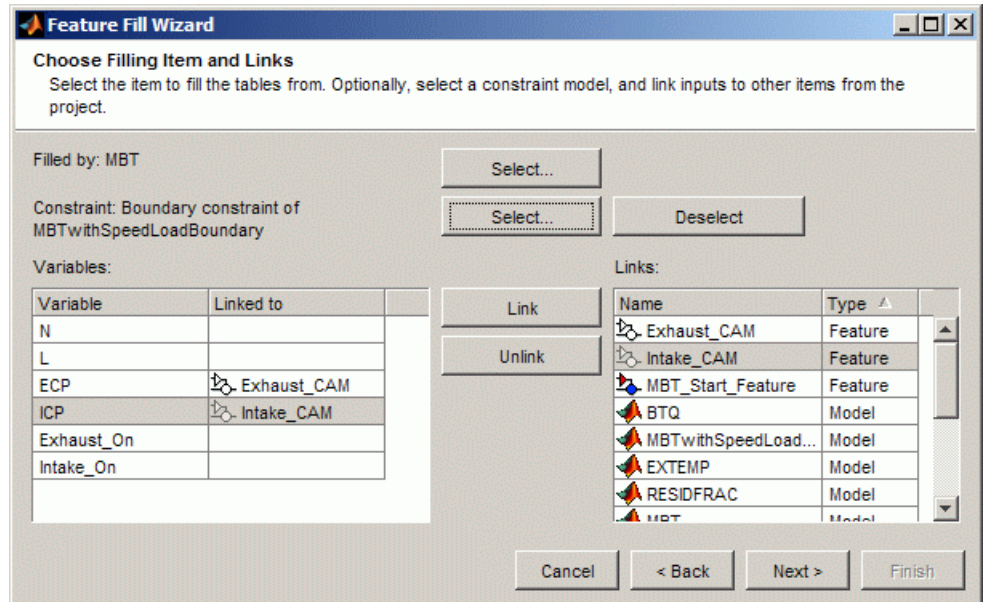 Feature Fill Wizard
Choose Filling Item and Links
Select the item to fill the tables from. Optionally, select a constraint model, and link inputs to other items from the
project.
Filled by: MBT
Select...
Constraint: Boundary constraint of
MBTwithSpeedLoadBoundary
Select...
Deselect
Variables:
Links:
Variable Linked to
N
L
ECP Exhaust_CAM
ICP Intake_CAM
Exhaust_On
Intake_On
Link
Unlink
Name Type
Exhaust_CAM Feature
Intake_CAM Feature
MBT_Start_Feature Feature
BTQ Model
MBTwithSpeedLoad... Model
EXTEMP Model
RESIDFRAC Model
MBT Model
Cancel < Back Next > Finish